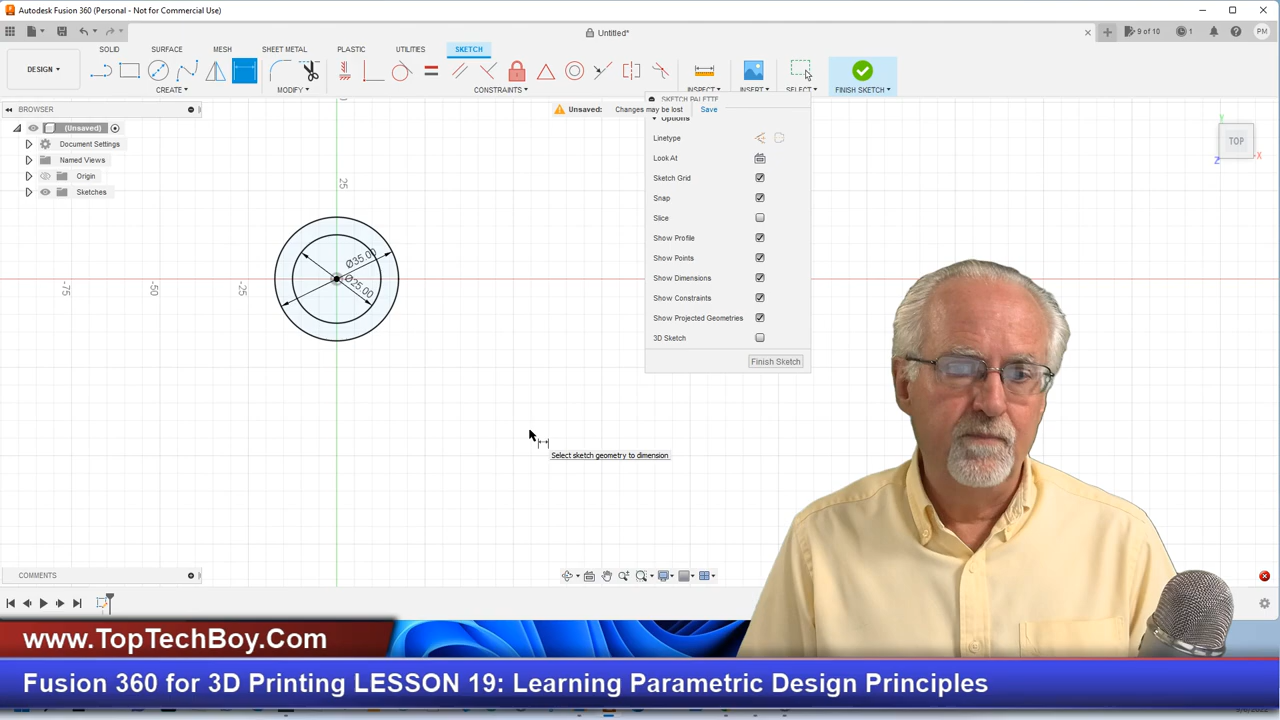 Autodesk Fusion 360 (Personal - Not for Commercial Use)
Untitled*
9 of 10
1
PM
DESIGN
SOLID
SURFACE
MESH
SHEET METAL
PLASTIC
UTILITIES
SKETCH
CREATE
MODIFY
CONSTRAINTS
INSPECT
INSERT
SELECT
FINISH SKETCH
BROWSER
(Unsaved)
Document Settings
Named Views
Origin
Sketches
Unsaved: Changes may be lost Save
SKETCH PALETTE
Options
Linetype
Look At
Sketch Grid
Snap
Slice
Show Profile
Show Points
Show Dimensions
Show Constraints
Show Projected Geometries
3D Sketch
Finish Sketch
TOP
Y
X
Z
25
-75
-50
-25
Ø35.00
Ø25.00
Select sketch geometry to dimension
COMMENTS
www.TopTechBoy.Com
Fusion 360 for 3D Printing LESSON 19: Learning Parametric Design Principles